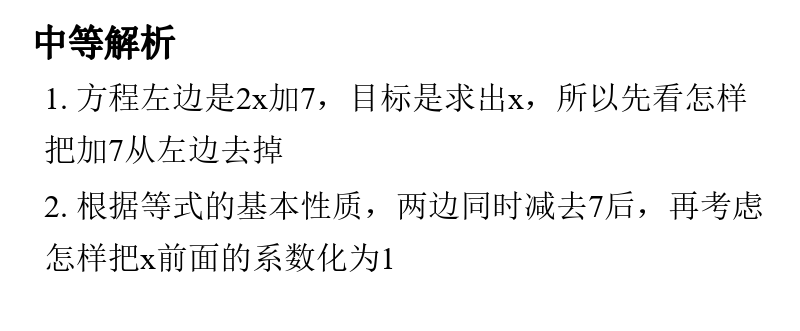 中等解析
1. 方程左边是2x加7，目标是求出x，所以先看怎样
把加7从左边去掉
2. 根据等式的基本性质，两边同时减去7后，再考虑
怎样把x前面的系数化为1